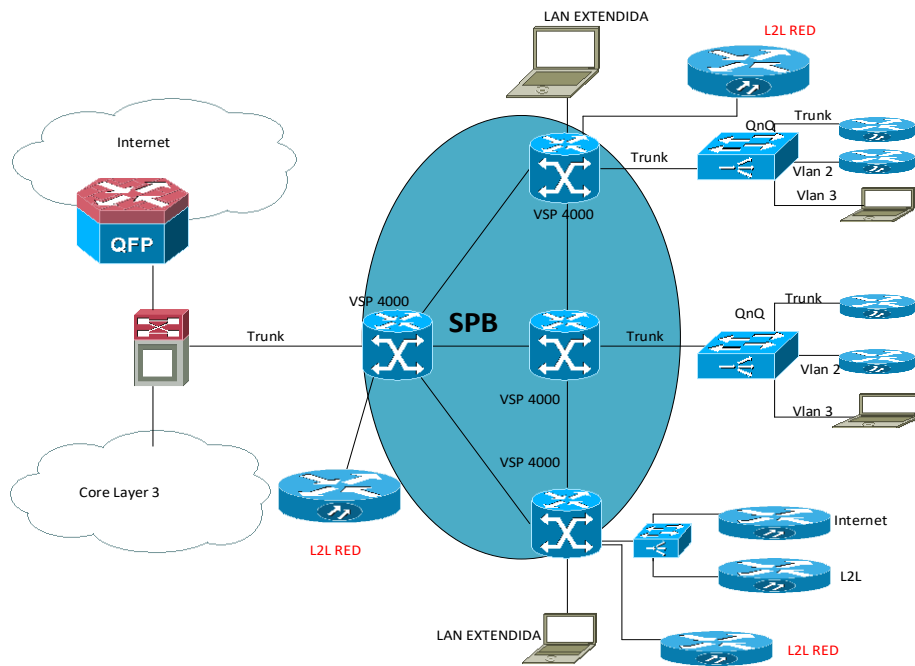 LAN EXTENDIDA
L2L RED
Internet
QFP
Trunk
VSP 4000
QnQ
Trunk
Vlan 2
Vlan 3
VSP 4000
SPB
Trunk
VSP 4000
Trunk
QnQ
Trunk
Vlan 2
Vlan 3
Core Layer 3
L2L RED
VSP 4000
Internet
L2L
LAN EXTENDIDA
L2L RED